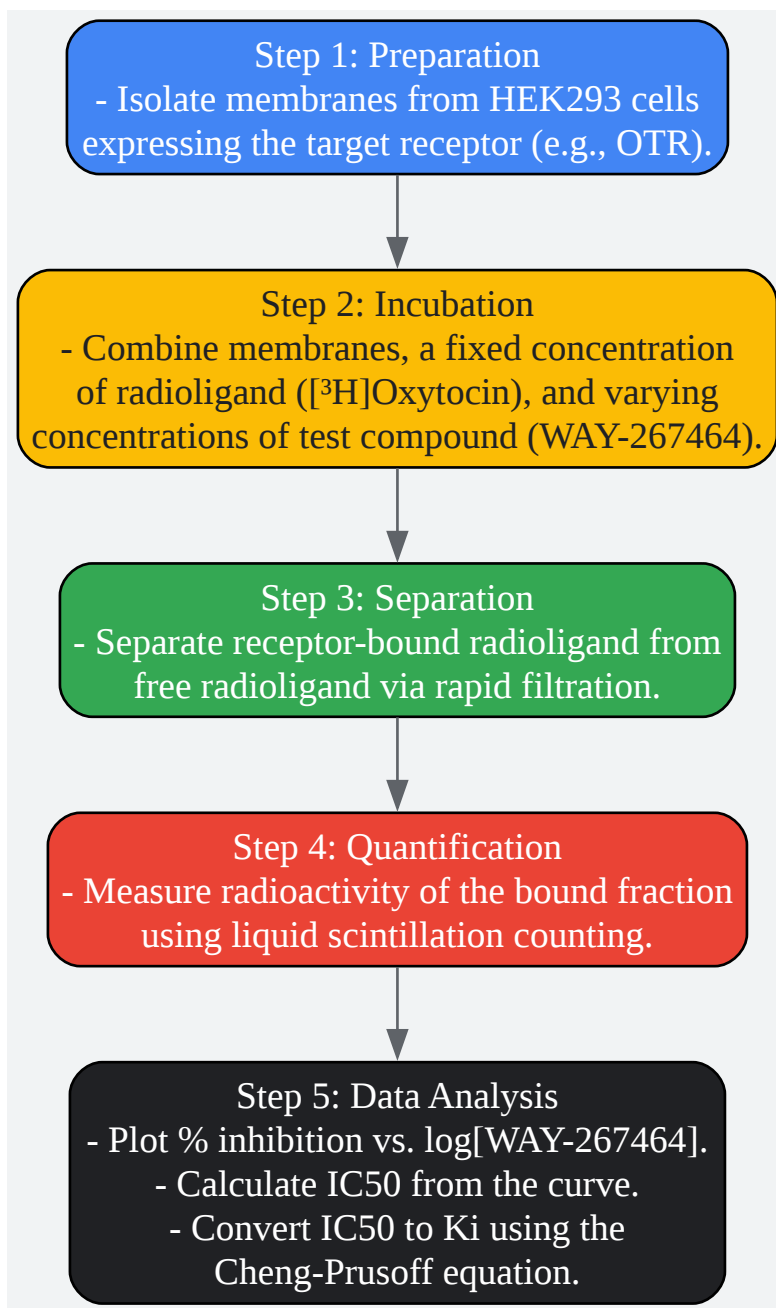 Step 1: Preparation
- Isolate membranes from HEK293 cells
expressing the target receptor (e.g., OTR).
Step 2: Incubation
- Combine membranes, a fixed concentration
of radioligand ([³H]Oxytocin), and varying
concentrations of test compound (WAY-267464).
Step 3: Separation
- Separate receptor-bound radioligand from
free radioligand via rapid filtration.
Step 4: Quantification
- Measure radioactivity of the bound fraction
using liquid scintillation counting.
Step 5: Data Analysis
- Plot % inhibition vs. log[WAY-267464].
- Calculate IC50 from the curve.
- Convert IC50 to Ki using the
Cheng-Prusoff equation.